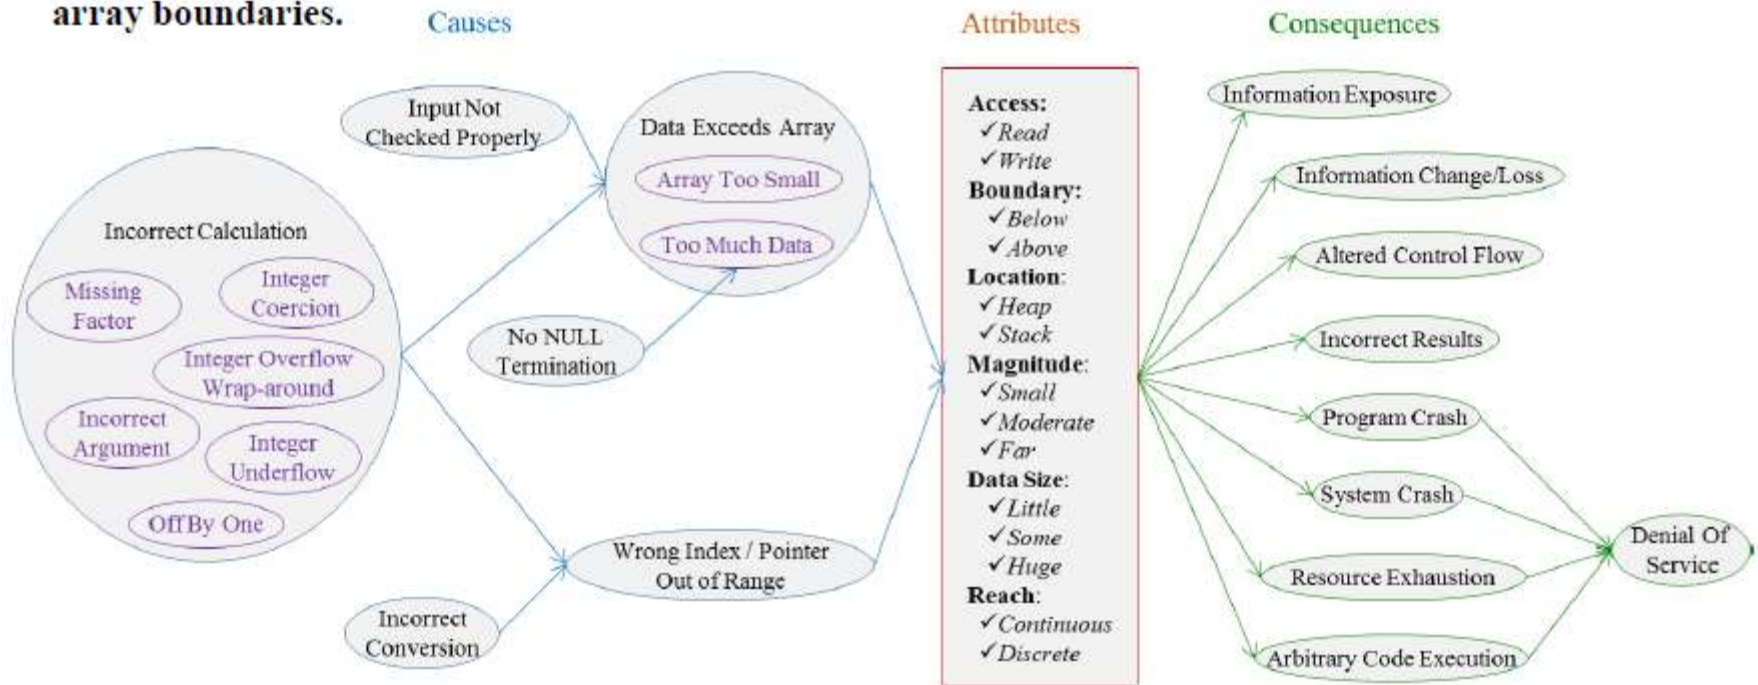 array boundaries.
Causes
Attributes
Consequences
Incorrect Calculation
Missing
Factor
Integer
Coercion
Integer Overflow
Wrap-around
Incorrect
Argument
Integer
Underflow
Off By One
Input Not
Checked Properly
Data Exceeds Array
Array Too Small
Too Much Data
No NULL
Termination
Wrong Index / Pointer
Out of Range
Incorrect
Conversion
Access:
✓Read
✓Write
Boundary:
✓Below
✓Above
Location:
✓Heap
✓Stack
Magnitude:
✓Small
✓Moderate
✓Far
Data Size:
✓Little
✓Some
✓Huge
Reach:
✓Continuous
✓Discrete
Information Exposure
Information Change/Loss
Altered Control Flow
Incorrect Results
Program Crash
System Crash
Resource Exhaustion
Arbitrary Code Execution
Denial Of
Service